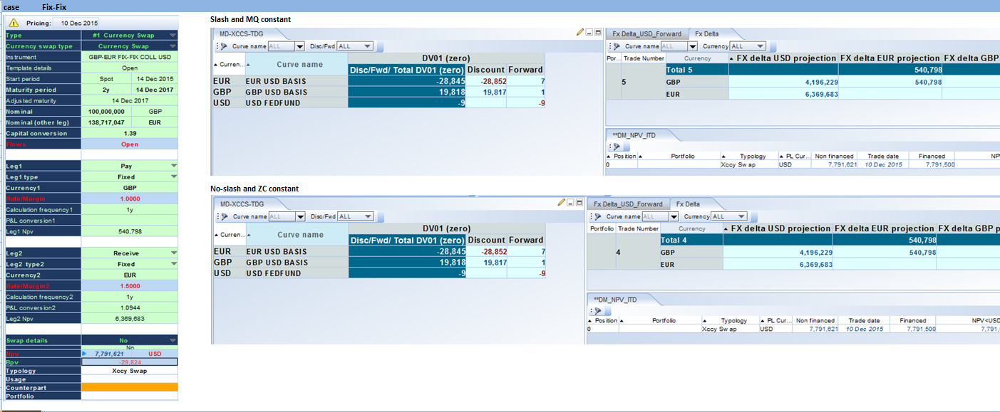 case Fix-Fix
Pricing: 10 Dec 2015
Type #1 Currency Swap
Currency swap type Currency Swap
Instrument GBP-EUR FIX-FIX COLL USD
Template details Open
Start period Spot 14 Dec 2015
Maturity period 2y 14 Dec 2017
Adjusted maturity 14 Dec 2017
Nominal 100,000,000 GBP
Nominal (other leg) 138,717,047 EUR
Capital conversion 1.39
Flows Open
Leg1 Pay
Leg1 type Fixed
Currency1 GBP
Rate/Margin 1.0000
Calculation frequency1 1y
P&L conversion1
Leg1 Npv 540,798
Leg2 Receive
Leg2 type2 Fixed
Currency2 EUR
Rate/Margin2 1.5000
Calculation frequency2 1y
P&L conversion2 1.0944
Leg2 Npv 6,369,683
Swap details No
No
Npv 7,791,621 USD
Bpv -29,824
Typology Xccy Swap
Usage
Counterpart
Portfolio
Slash and MQ constant
MD-XCCS-TDG
Curve name ALL Disc/Fwd ALL
DV01 (zero)
Curren... Curve name Disc/Fwd/ Total DV01 (zero) Discount Forward
EUR EUR USD BASIS -28,845 -28,852 7
GBP GBP USD BASIS 19,818 19,817 1
USD USD FEDFUND -9 -9
Fx Delta_USD_Forward Fx Delta
Curve name ALL Currency ALL
Por... Trade Number Currency FX delta USD projection FX delta EUR projection FX delta GBP
Total 5 540,798
5 GBP 4,196,229 540,798
EUR 6,369,683
**DM_NPV_ITD
Position Portfolio Typology PL Cur... Non financed Trade date Financed NP
0 Xccy Swap USD 7,791,621 10 Dec 2015 7,791,500
No-slash and ZC constant
MD-XCCS-TDG
Curve name ALL Disc/Fwd ALL
DV01 (zero)
Curren... Curve name Disc/Fwd/ Total DV01 (zero) Discount Forward
EUR EUR USD BASIS -28,845 -28,852 7
GBP GBP USD BASIS 19,818 19,817 1
USD USD FEDFUND -9 -9
Fx Delta_USD_Forward Fx Delta
Curve name ALL Currency ALL
Portfolio Trade Number Currency FX delta USD projection FX delta EUR projection FX delta GBP p
Total 4 540,798
4 GBP 4,196,229 540,798
EUR 6,369,683
**DM_NPV_ITD
Position Portfolio Typology PL Cur... Non financed Trade date Financed NPV<USD
0 Xccy Swap USD 7,791,621 10 Dec 2015 7,791,500 7,791,